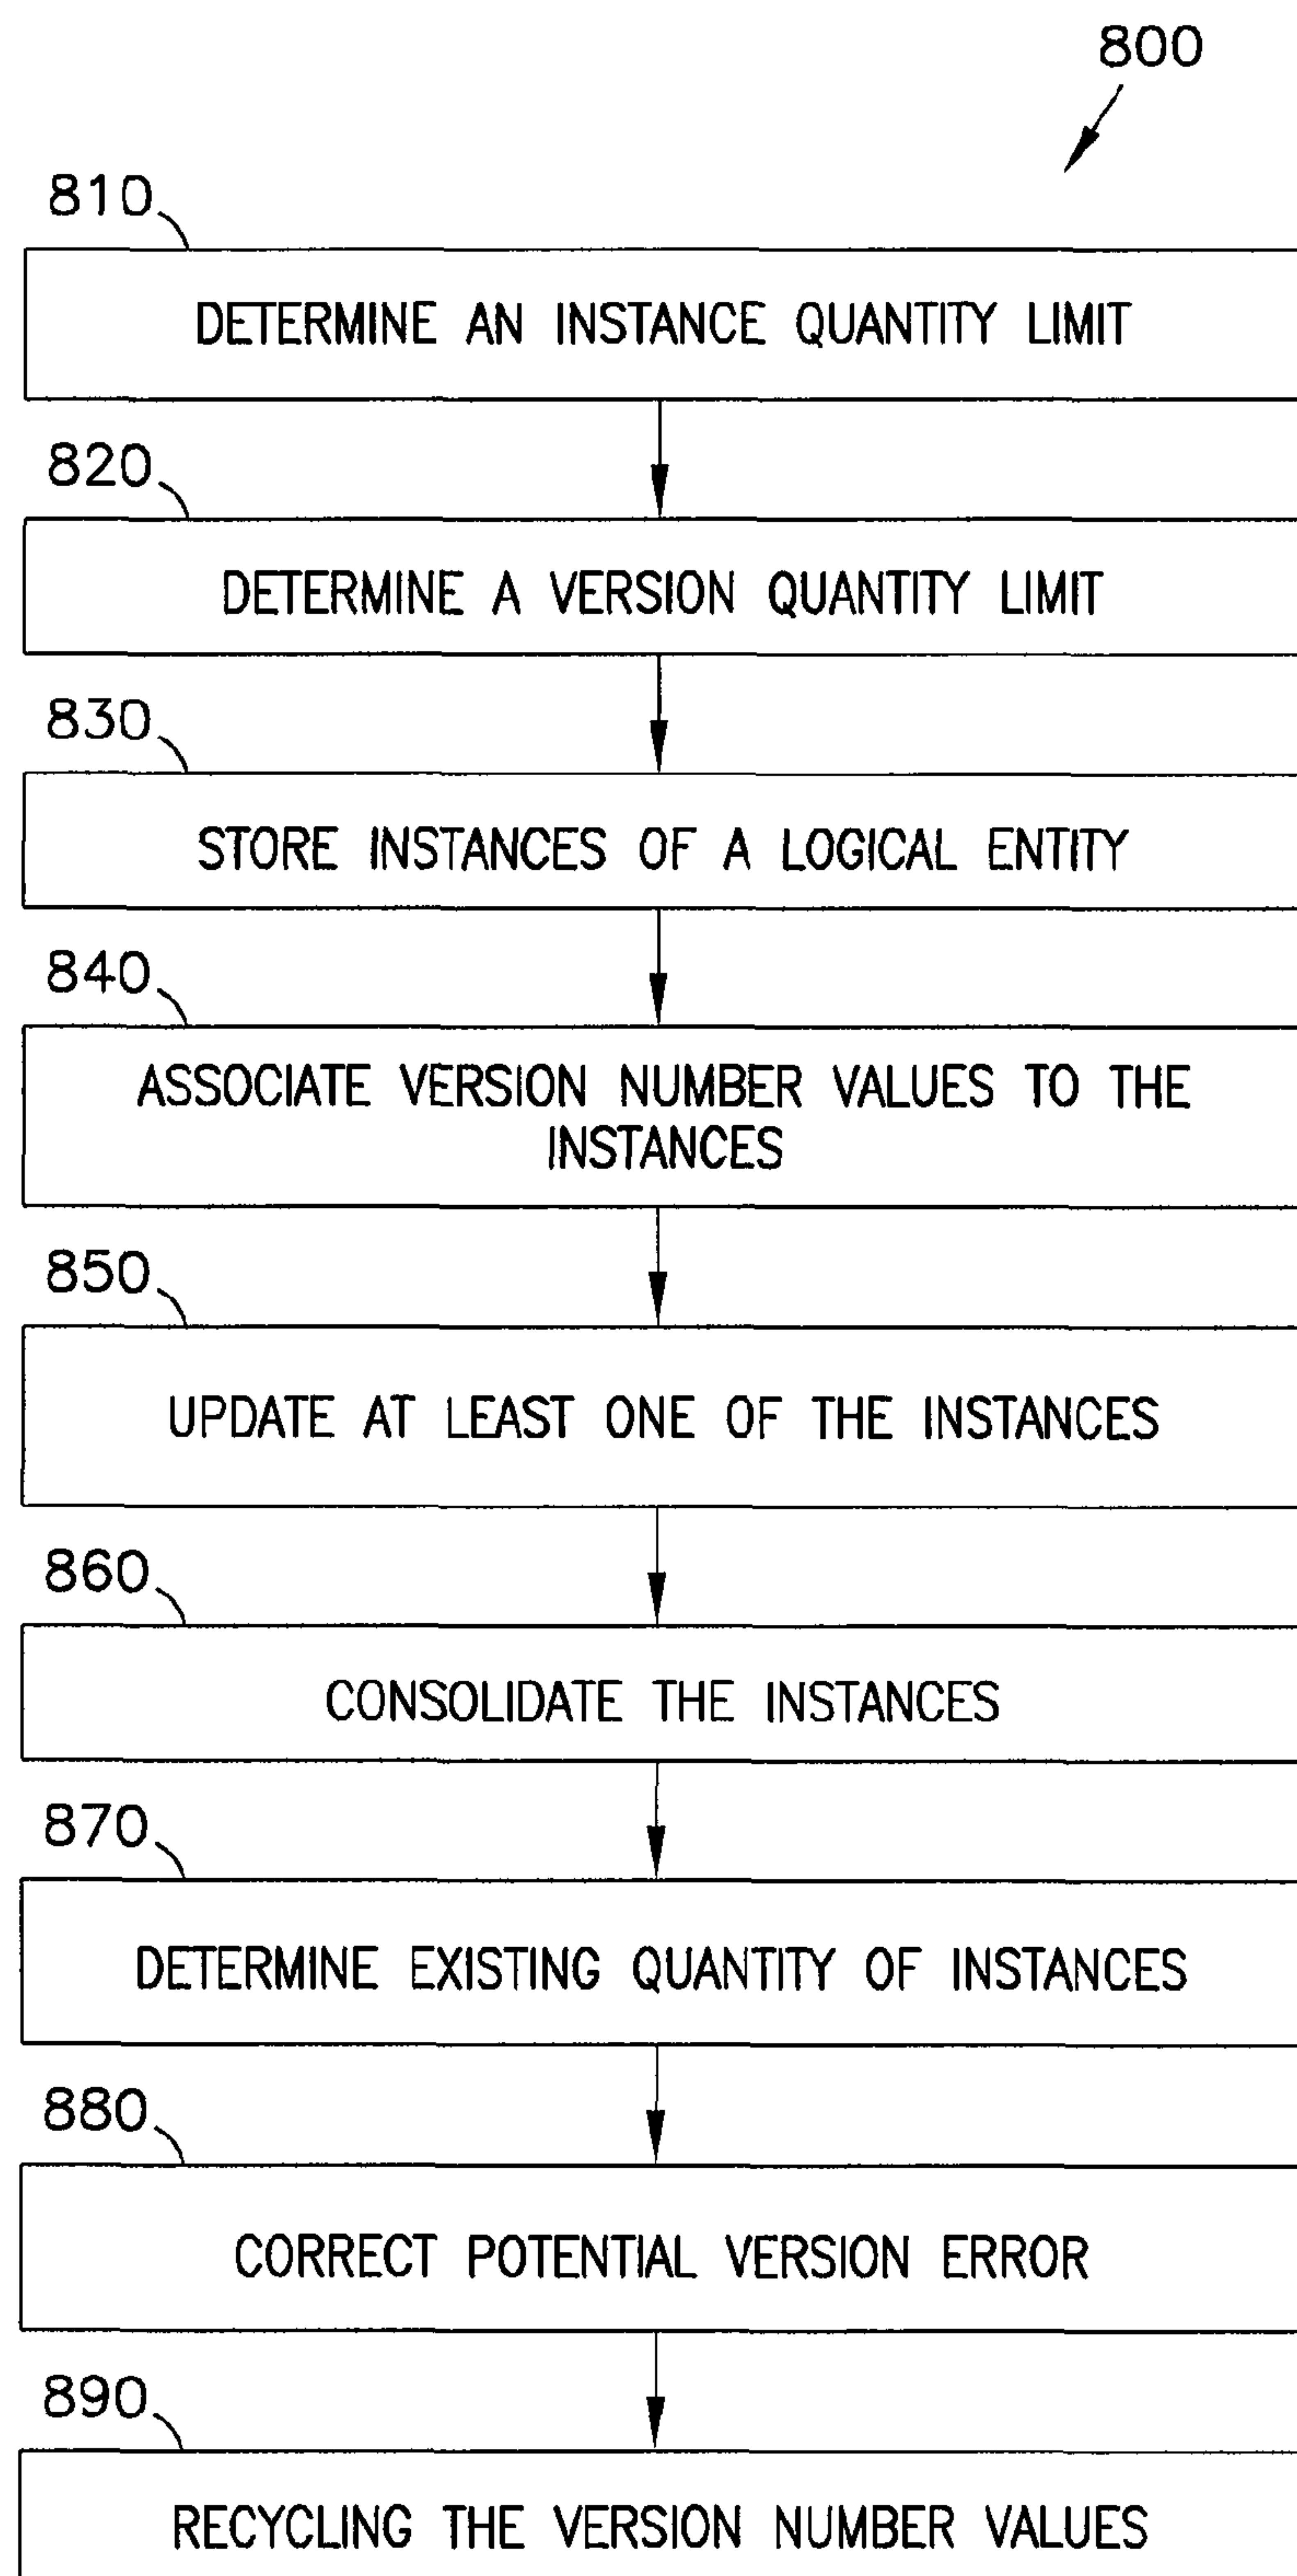 800
810
DETERMINE AN INSTANCE QUANTITY LIMIT
820
DETERMINE A VERSION QUANTITY LIMIT
830
STORE INSTANCES OF A LOGICAL ENTITY
840
ASSOCIATE VERSION NUMBER VALUES TO THE
INSTANCES
850
UPDATE AT LEAST ONE OF THE INSTANCES
860
CONSOLIDATE THE INSTANCES
870
DETERMINE EXISTING QUANTITY OF INSTANCES
880
CORRECT POTENTIAL VERSION ERROR
890
RECYCLING THE VERSION NUMBER VALUES